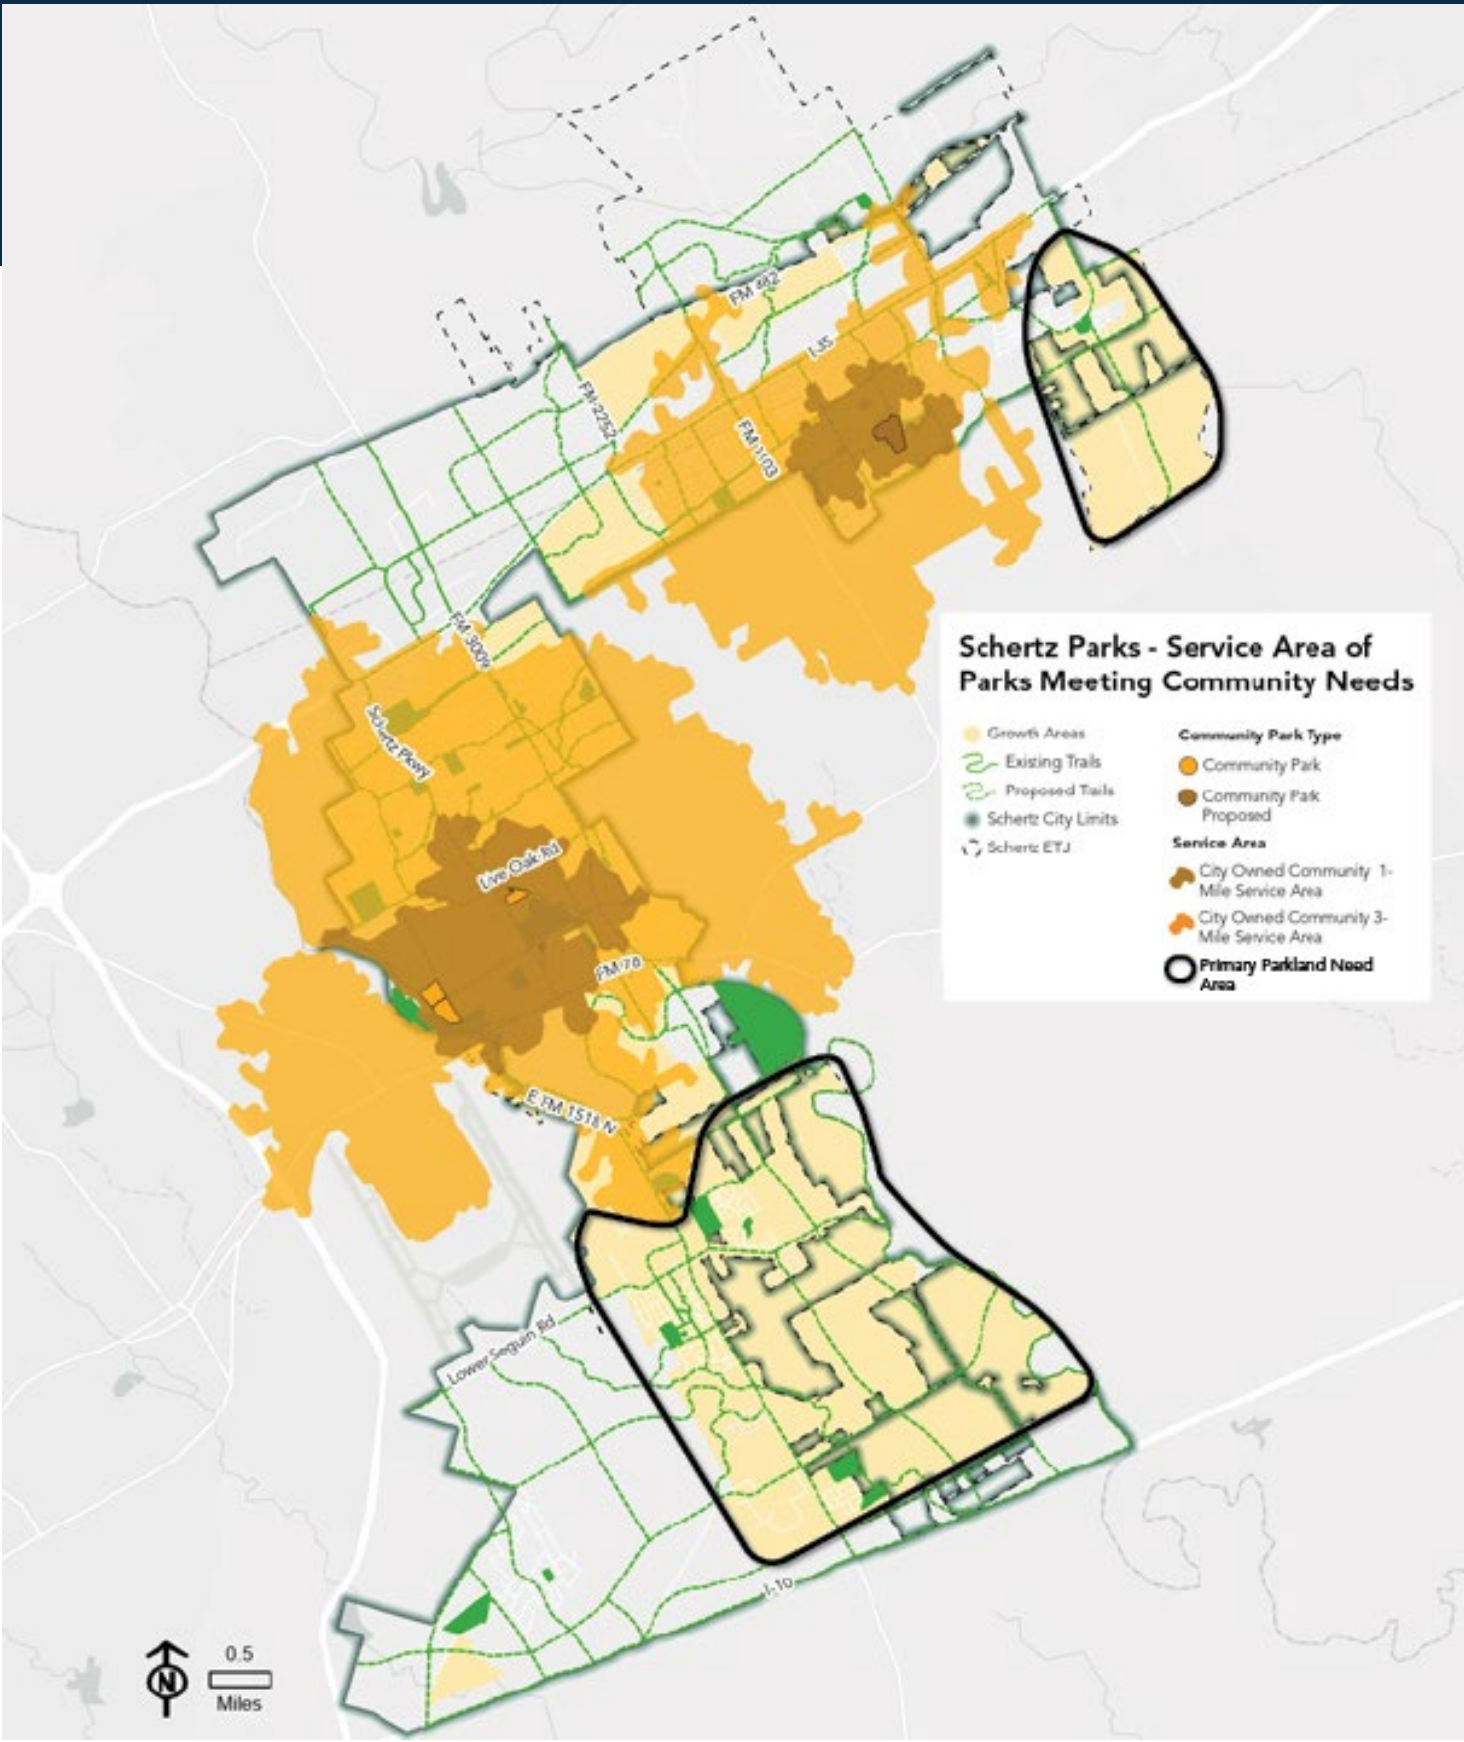 FM 482
I-35
FM 2252
FM 1103
FM 3009
Schertz Pkwy
Live Oak Rd
FM 78
E FM 1518 N
Lower Seguin Rd
I-10
Schertz Parks - Service Area of
Parks Meeting Community Needs
Growth Areas
Existing Trails
Proposed Trails
Schertz City Limits
Schertz ETJ
Community Park Type
Community Park
Community Park
Proposed
Service Area
City Owned Community 1-
Mile Service Area
City Owned Community 3-
Mile Service Area
Primary Parkland Need
Area
N
0.5
Miles